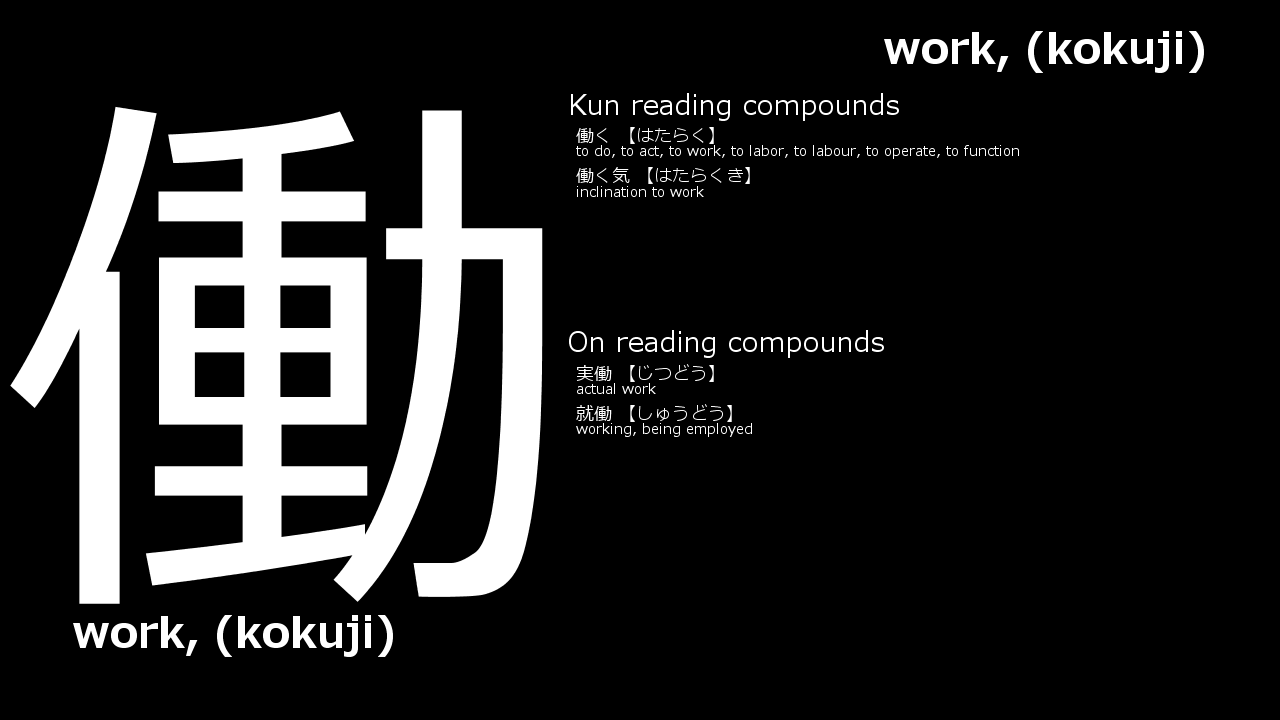 work, (kokuji)
働
Kun reading compounds
働く 【はたらく】
to do, to act, to work, to labor, to labour, to operate, to function
働く気 【はたらくき】
inclination to work
On reading compounds
実働 【じつどう】
actual work
就働 【しゅうどう】
working, being employed
work, (kokuji)